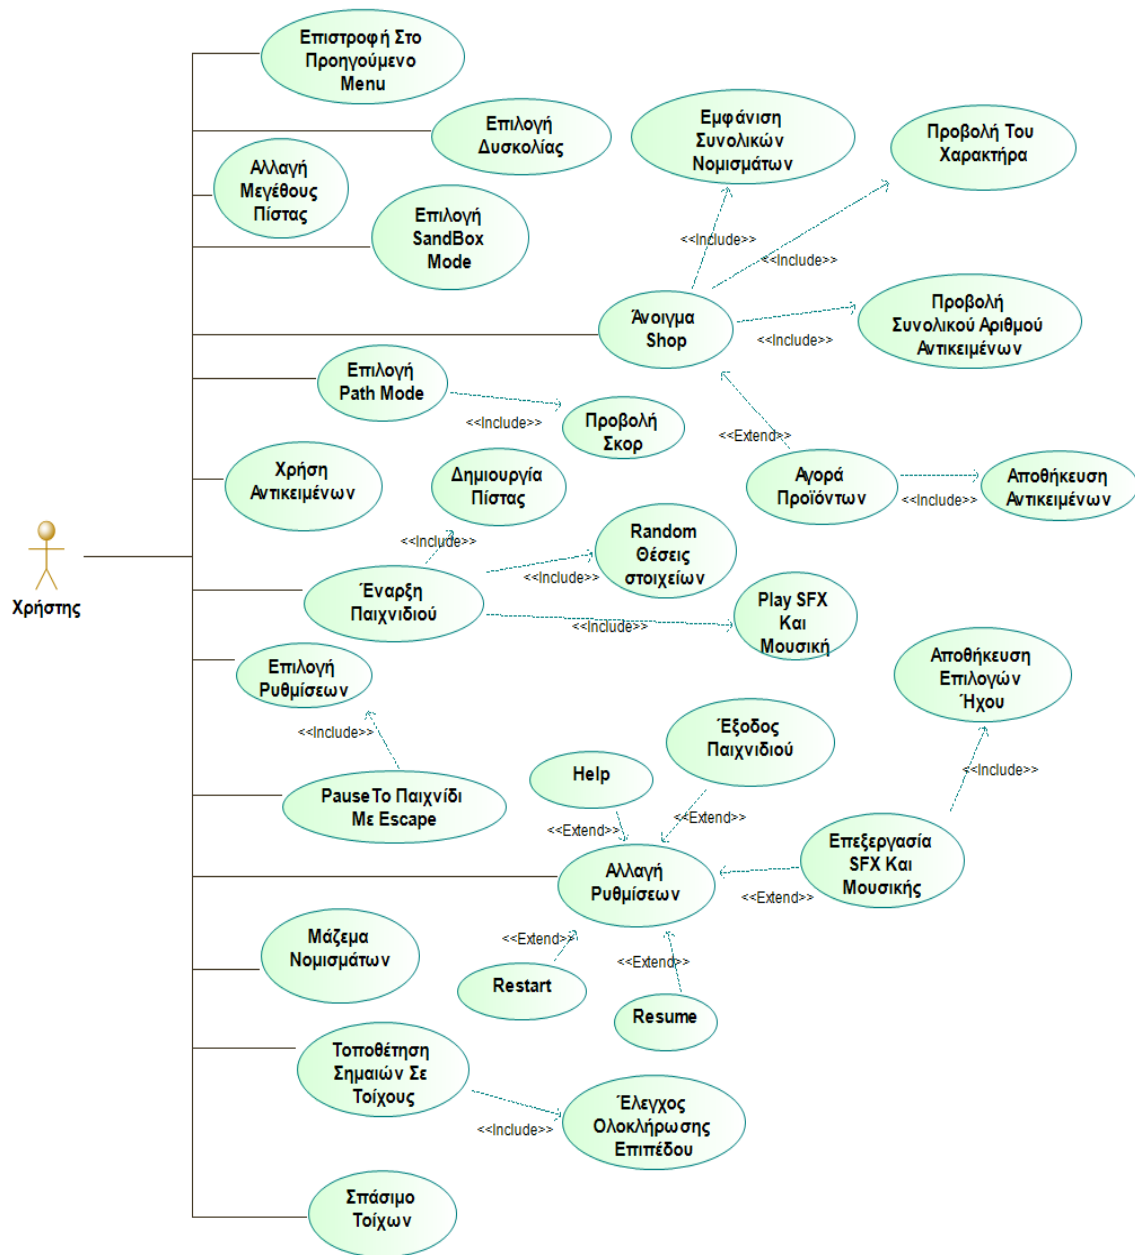 Επιστροφή Στο
Προηγούμενο
Menu
Επιλογή
Δυσκολίας
Εμφάνιση
Συνολικών
Νομισμάτων
Προβολή Του
Χαρακτήρα
Αλλαγή
Μεγέθους
Πίστας
Επιλογή
SandBox
Mode
<<Include>>
<<Include>>
Άνοιγμα
Shop
<<Include>>
Προβολή
Συνολικού Αριθμού
Αντικειμένων
Επιλογή
Path Mode
<<Include>>
Προβολή
Σκορ
<<Extend>>
Χρήση
Αντικειμένων
Δημιουργία
Πίστας
Αγορά
Προϊόντων
<<Include>>
Αποθήκευση
Αντικειμένων
<<Include>>
Random
Θέσεις
στοιχείων
<<Include>>
Χρήστης
Έναρξη
Παιχνιδιού
<<Include>>
Play SFX
Και
Μουσική
Επιλογή
Ρυθμίσεων
Αποθήκευση
Επιλογών
Ήχου
<<Include>>
Έξοδος
Παιχνιδιού
Help
<<Include>>
Pause Το Παιχνίδι
Με Escape
<<Extend>>
<<Extend>>
Αλλαγή
Ρυθμίσεων
<<Extend>>
Επεξεργασία
SFX Και
Μουσικής
Μάζεμα
Νομισμάτων
<<Extend>>
<<Extend>>
Restart
Resume
Τοποθέτηση
Σημαιών Σε
Τοίχους
<<Include>>
Έλεγχος
Ολοκλήρωσης
Επιπέδου
Σπάσιμο
Τοίχων